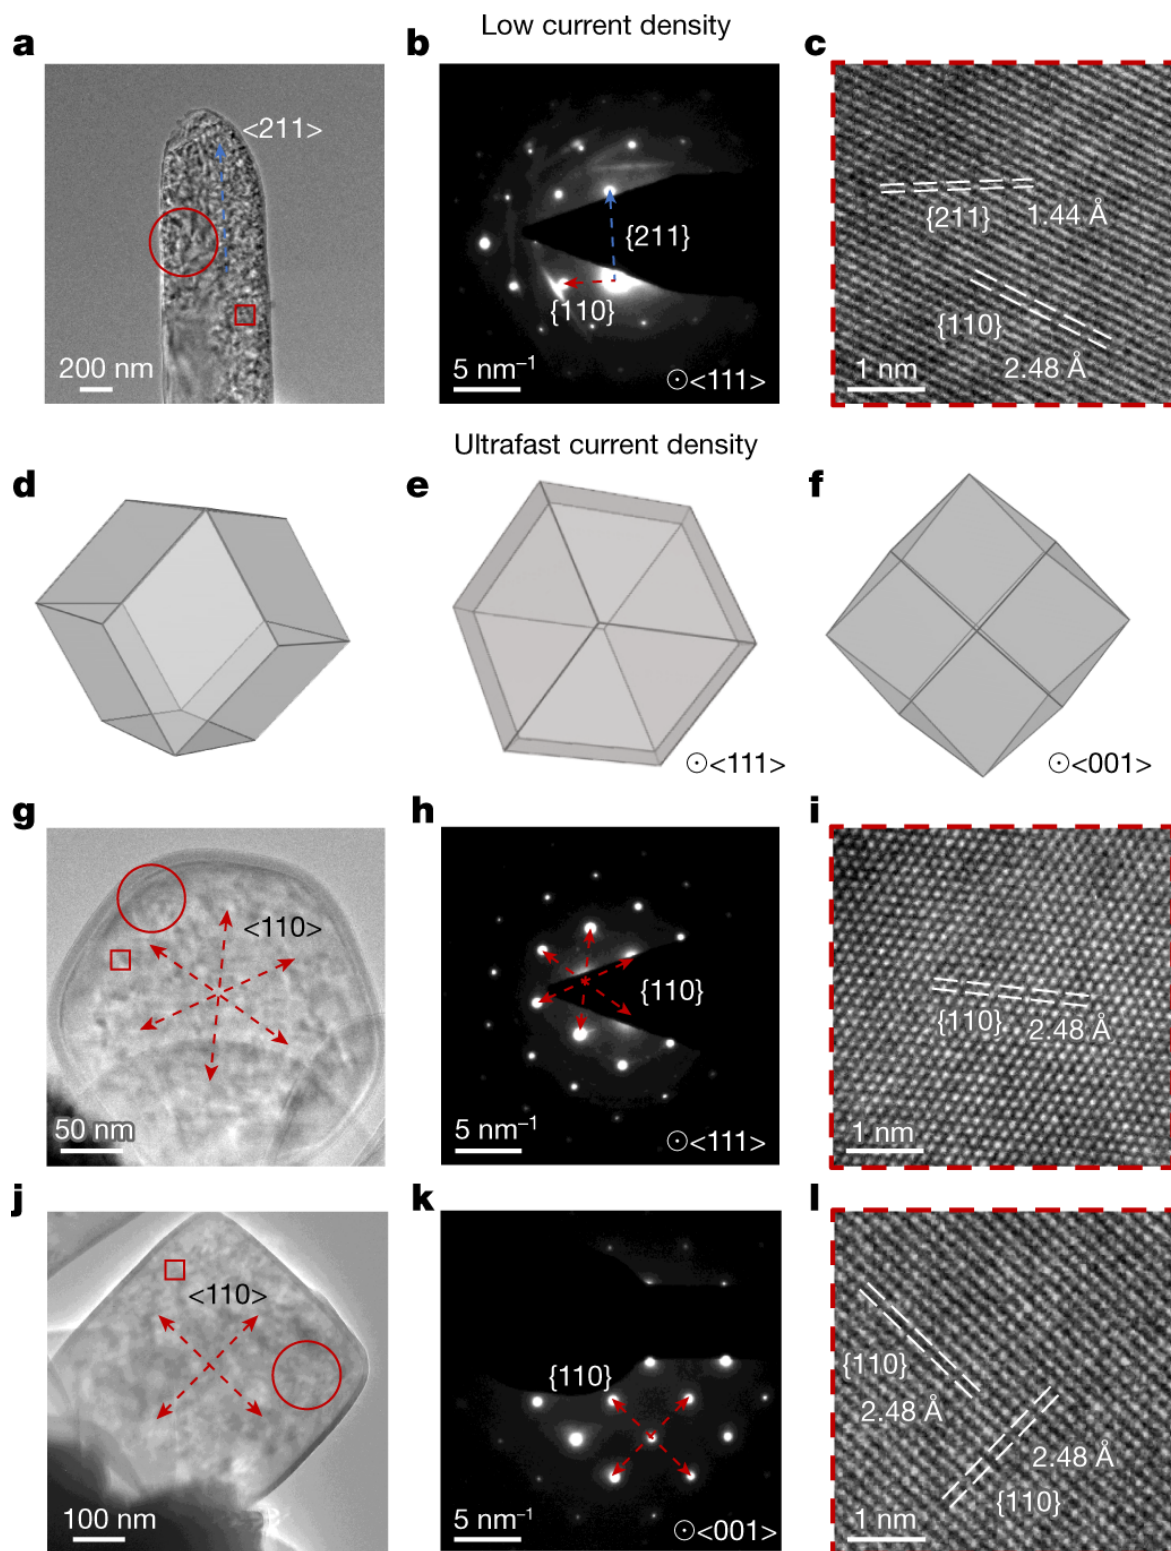 Low current density
a
<211>
200 nm
b
{211}
{110}
5 nm⁻¹
⊙<111>
c
{211}
1.44 Å
{110}
2.48 Å
1 nm
Ultrafast current density
d
e
⊙<111>
f
⊙<001>
g
<110>
50 nm
h
{110}
5 nm⁻¹
⊙<111>
i
{110}
2.48 Å
1 nm
j
<110>
100 nm
k
{110}
5 nm⁻¹
⊙<001>
l
{110}
2.48 Å
2.48 Å
{110}
1 nm